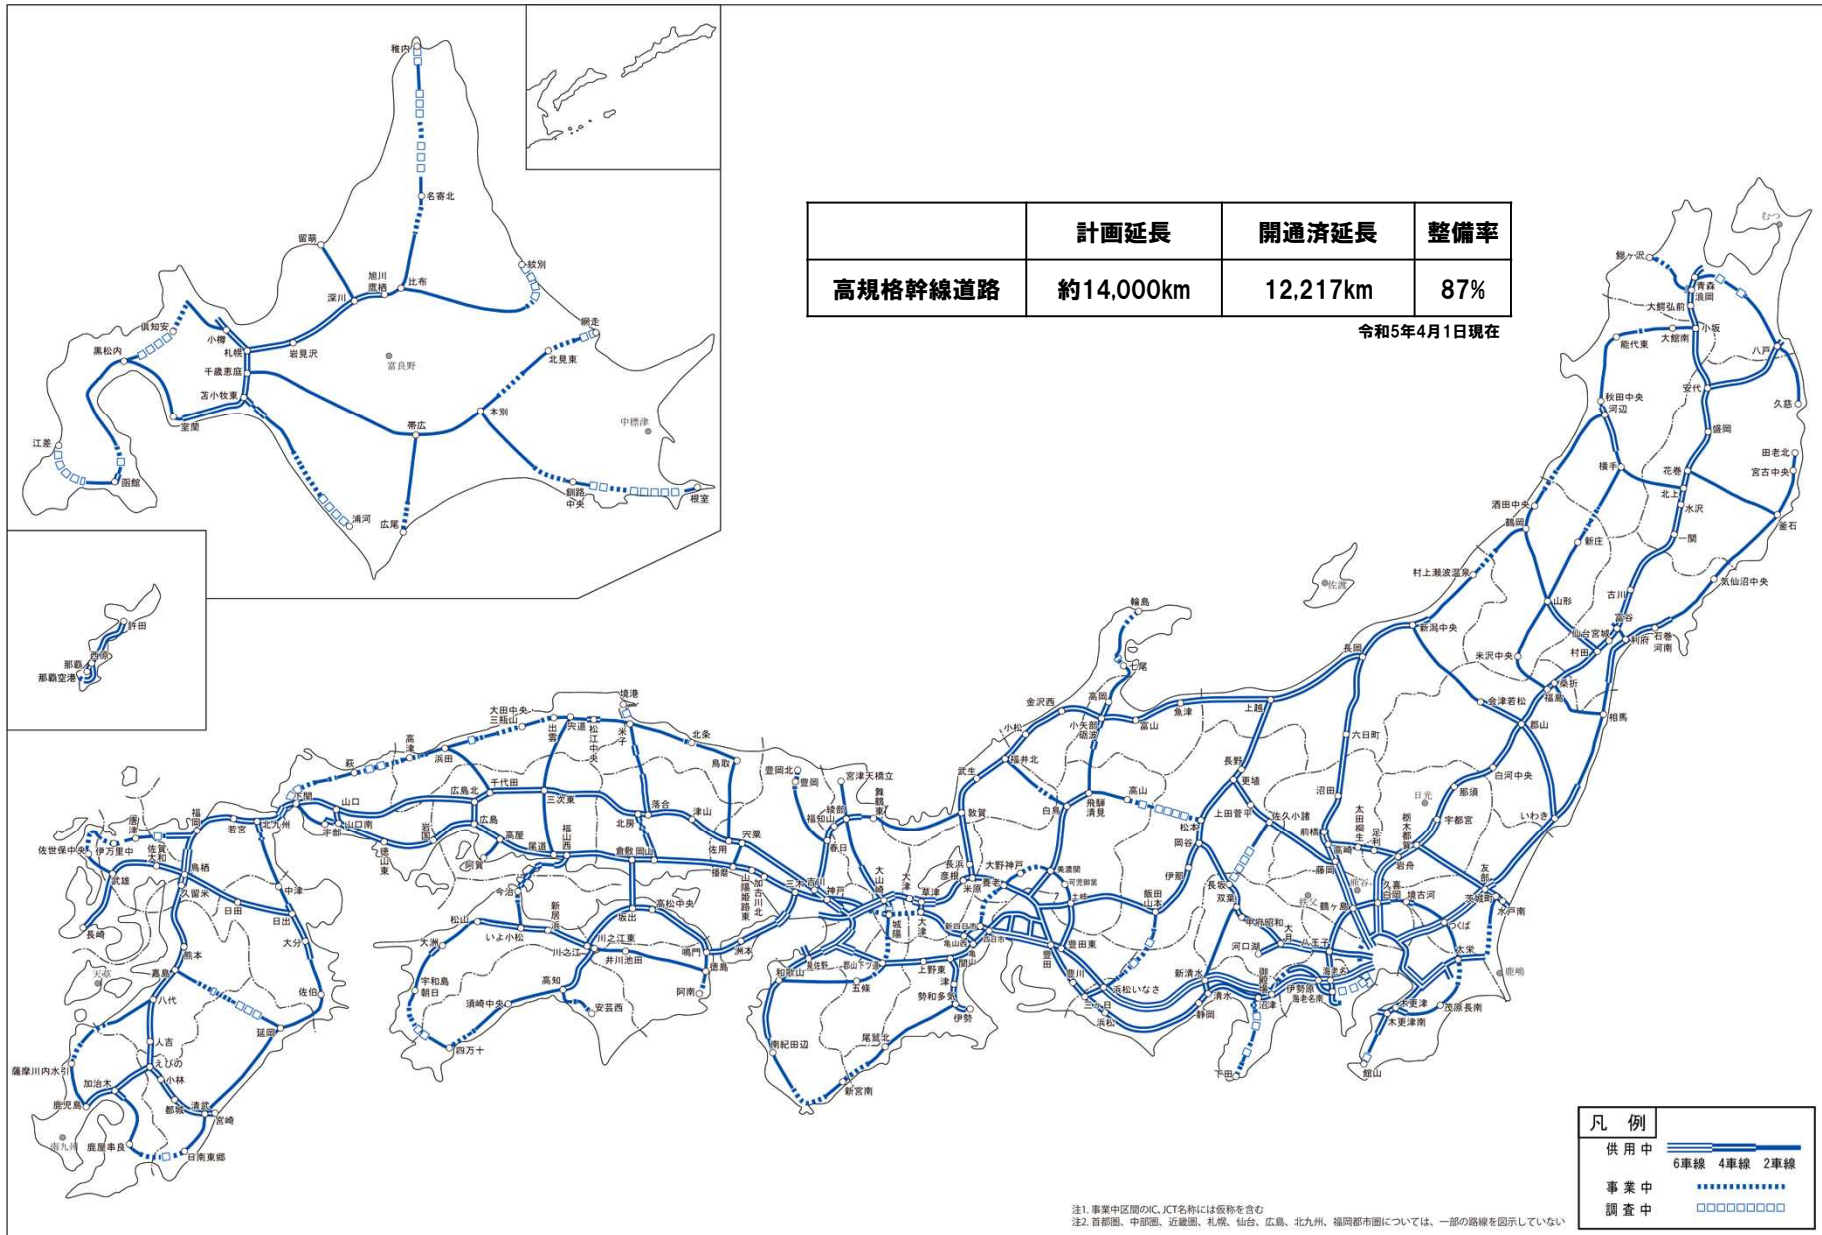 計画延長 開通済延長 整備率
高規格幹線道路 約14,000km 12,217km 87%
令和5年4月1日現在
稚内
名寄北
留萌
紋別
旭川
鷹栖
比布
深川
倶知安
小樽
網走
黒松内
札幌
岩見沢
北見東
千歳恵庭
富良野
苫小牧東
本別
室蘭
帯広
中標津
江差
函館
釧路
中央
根室
浦河
広尾
許田
西原
那覇
那覇空港
むつ
鰺ヶ沢
青森
浪岡
大鰐弘前
小坂
大館南
能代東
八戸
安代
秋田中央
河辺
久慈
盛岡
田老北
宮古中央
横手
花巻
北上
水沢
酒田中央
鶴岡
釜石
一関
新庄
村上瀬波温泉
気仙沼中央
佐渡
古川
山形
富谷
仙台宮城
利府
石巻
河南
新潟中央
村田
米沢中央
桑折
福島
相馬
会津若松
郡山
長岡
輪島
七尾
高岡
金沢西
魚津
上越
小松
小矢部
砺波
富山
六日町
白河中央
那須
日光
福井北
武生
長野
更埴
飛騨
清見
高山
白鳥
沼田
上田菅平
佐久小諸
太田桐生
足利
栃木都賀
宇都宮
いわき
松本
前橋
高崎
岩舟
岡谷
藤岡
熊谷
友部
茨城町
水戸南
敦賀
境港
大田中央
三瓶山
出雲
宍道
松江中央
米子
北条
鳥取
豊岡北
豊岡
宮津天橋立
綾部
舞鶴東
福知山
高津
浜田
萩
千代田
三次東
落合
津山
北房
宍粟
佐用
春日
長浜
彦根
米原
養老
大野神戸
美濃関
可児御嵩
土岐
伊那
飯田
山本
長坂
双葉
秩父
鶴ヶ島
久喜
白岡
境古河
つくば
大栄
甲府昭和
大月
八王子
河口湖
海老名
鹿嶋
下関
山口
山口南
宇部
岩国
広島北
広島
高屋
福山西
尾道
倉敷
岡山
徳山東
阿賀
播磨
山陽姫路東
加古川北
三木
吉川
神戸
大山崎
大津
草津
大津
城陽
新四日市
四日市
亀山西
亀山
豊田東
豊田
豊川
浜松いなさ
新清水
御殿場
伊勢原
海老名南
木更津
茂原長南
木更津南
唐津
福岡
若宮
北九州
佐世保中央
伊万里中
佐賀
大和
鳥栖
武雄
久留米
中津
日田
日出
長崎
大分
熊本
天草
嘉島
八代
佐伯
延岡
人吉
えびの
小林
薩摩川内水引
加治木
鹿児島
都城
清武
宮崎
南九州
鹿屋串良
日南東郷
今治
松山
新居浜
いよ小松
大洲
坂出
高松中央
川之江東
川之江
井川池田
鳴門
徳島
洲本
阿南
宇和島
朝日
高知
須崎中央
安芸西
四万十
和歌山
泉佐野
郡山下ツ道
上野東
関
五條
津
勢和多気
伊勢
南紀田辺
尾鷲北
新宮南
三ヶ日
浜松
静岡
清水
沼津
下田
館山
凡例
供用中
6車線 4車線 2車線
事業中
調査中
注1. 事業中区間のIC、JCT名称には仮称を含む
注2. 首都圏、中部圏、近畿圏、札幌、仙台、広島、北九州、福岡都市圏については、一部の路線を図示していない